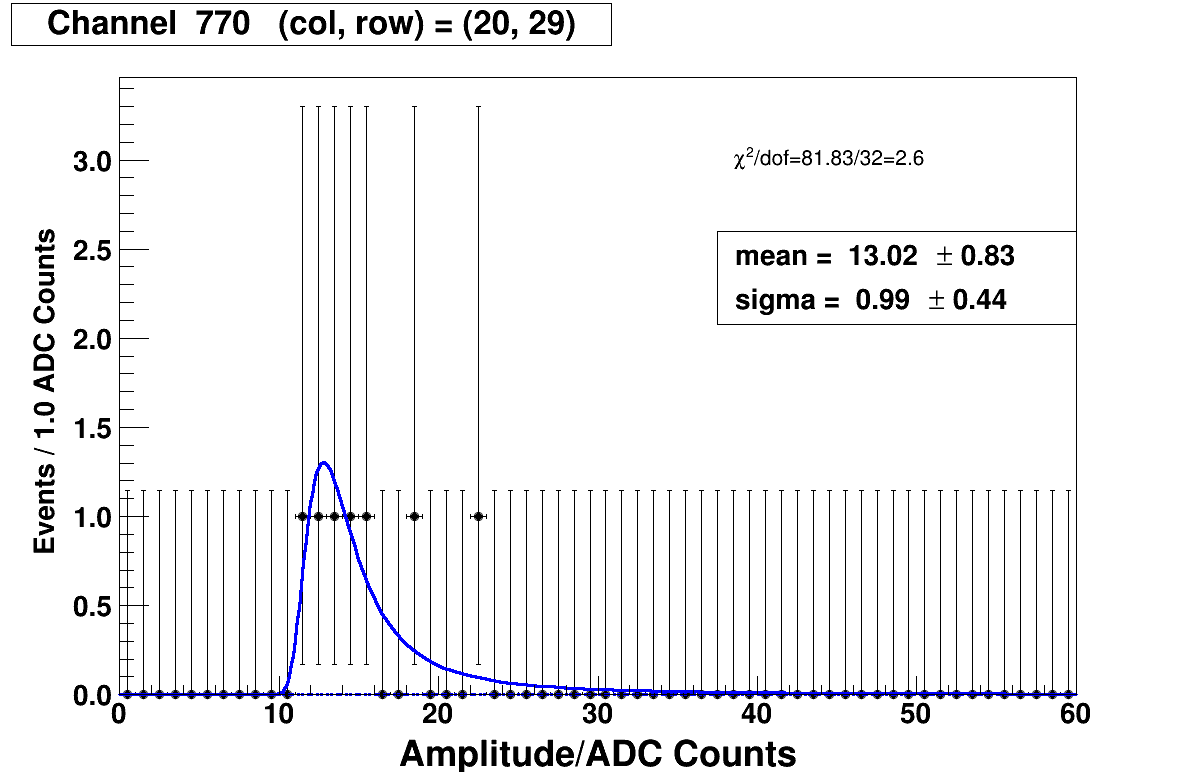 Channel 770 (col, row) = (20, 29)
χ²/dof=81.83/32=2.6
mean = 13.02 ± 0.83
sigma = 0.99 ± 0.44
Events / 1.0 ADC Counts
3.0
2.5
2.0
1.5
1.0
0.5
0.0
0 10 20 30 40 50 60
Amplitude/ADC Counts